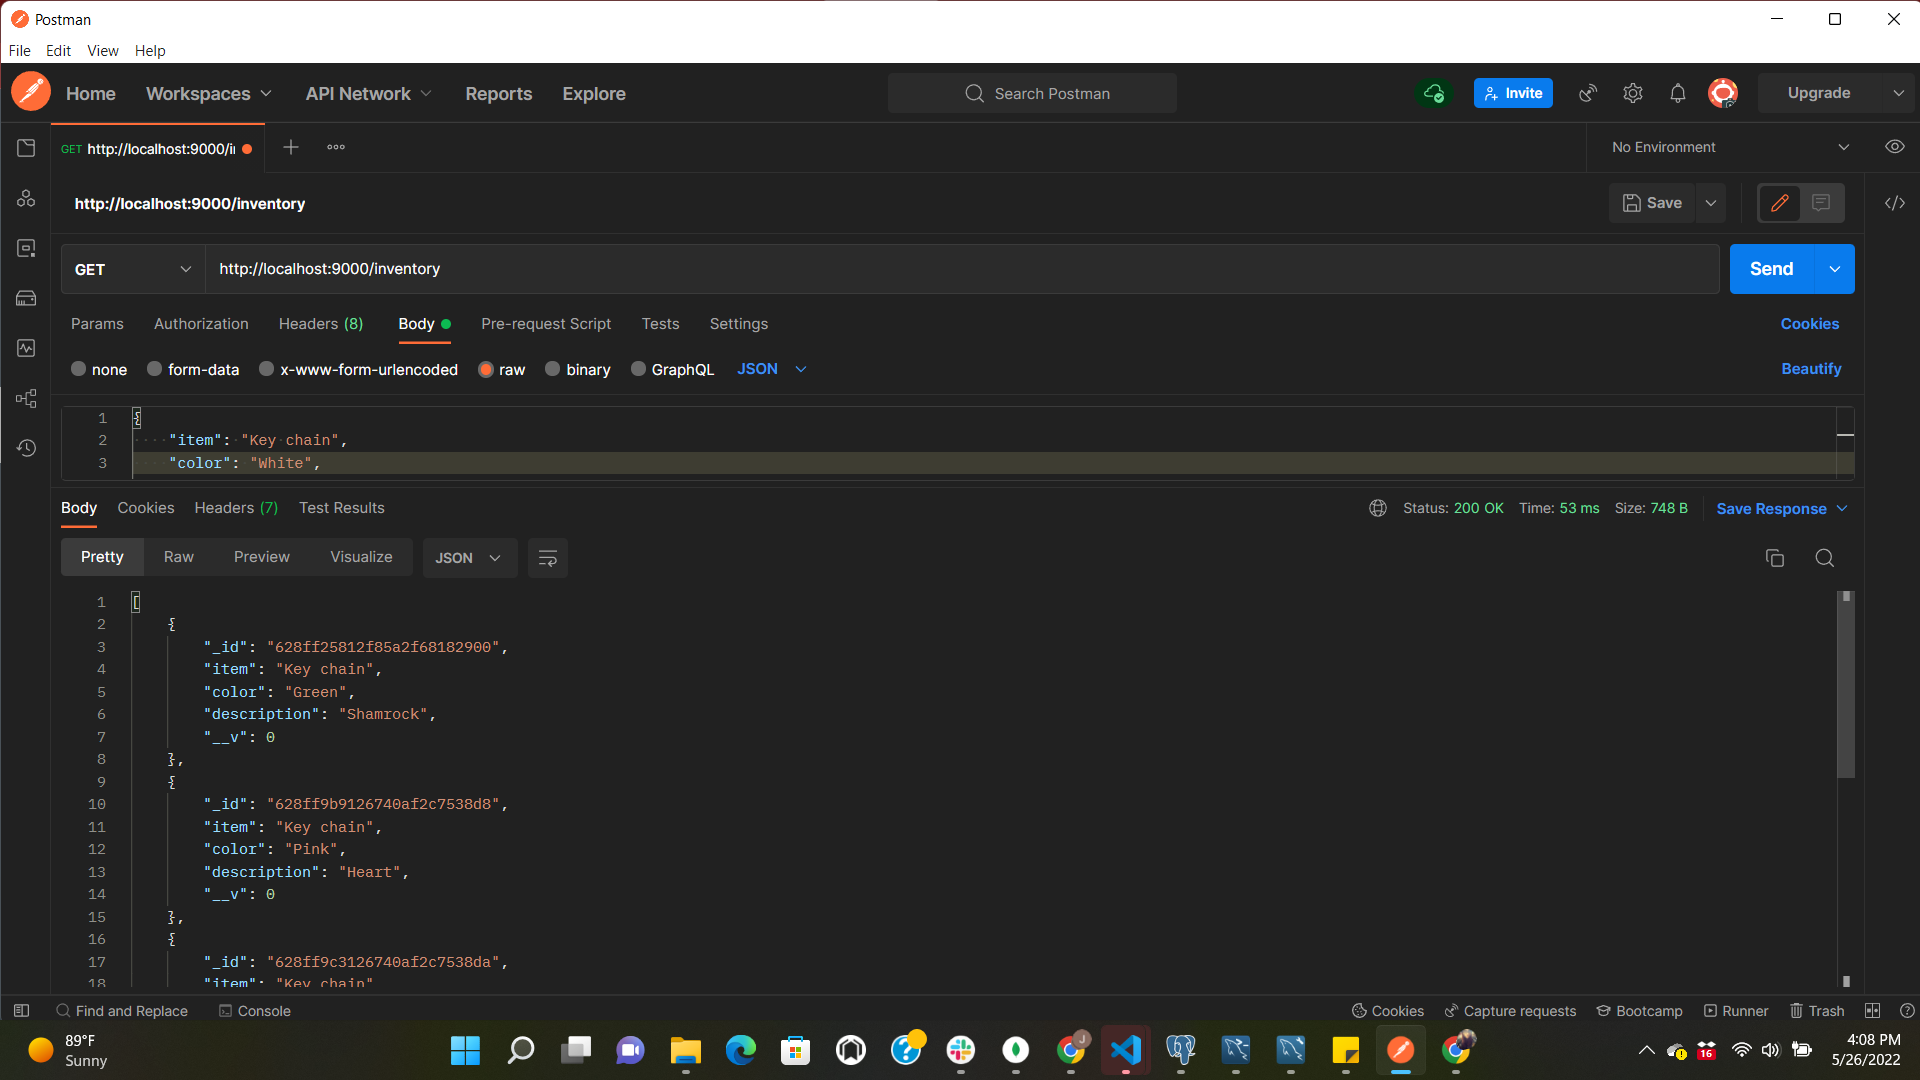 Postman
File Edit View Help
Home Workspaces API Network Reports Explore Search Postman Invite Upgrade
GET http://localhost:9000/i No Environment
http://localhost:9000/inventory Save
GET http://localhost:9000/inventory Send
Params Authorization Headers (8) Body Pre-request Script Tests Settings Cookies
none form-data x-www-form-urlencoded raw binary GraphQL JSON Beautify
1 {
2 "item": "Key chain",
3 "color": "White",
Body Cookies Headers (7) Test Results Status: 200 OK Time: 53 ms Size: 748 B Save Response
Pretty Raw Preview Visualize JSON
1 [
2 {
3 "_id": "628ff25812f85a2f68182900",
4 "item": "Key chain",
5 "color": "Green",
6 "description": "Shamrock",
7 "__v": 0
8 },
9 {
10 "_id": "628ff9b9126740af2c7538d8",
11 "item": "Key chain",
12 "color": "Pink",
13 "description": "Heart",
14 "__v": 0
15 },
16 {
17 "_id": "628ff9c3126740af2c7538da",
18 "item": "Key chain"
Find and Replace Console Cookies Capture requests Bootcamp Runner Trash
89°F
Sunny
J
16
4:08 PM
5/26/2022